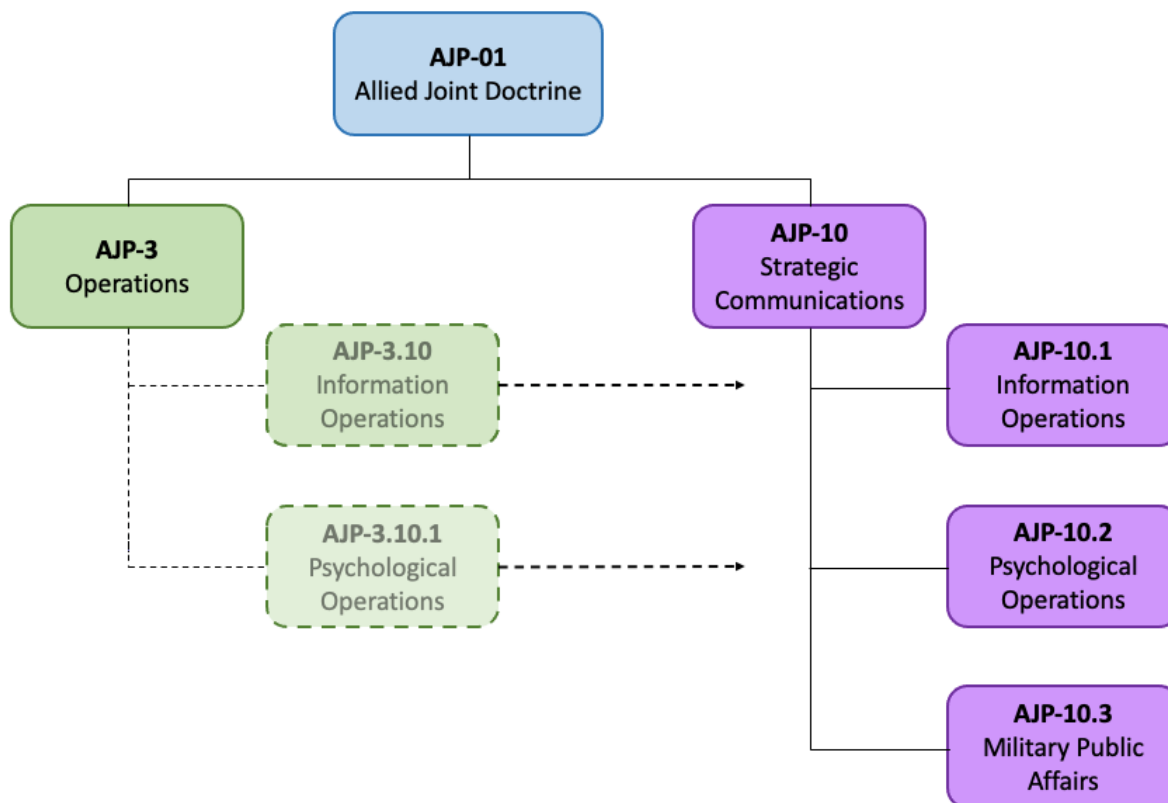 AJP-01
Allied Joint Doctrine
AJP-3
Operations
AJP-10
Strategic
Communications
AJP-3.10
Information
Operations
AJP-10.1
Information
Operations
AJP-3.10.1
Psychological
Operations
AJP-10.2
Psychological
Operations
AJP-10.3
Military Public
Affairs